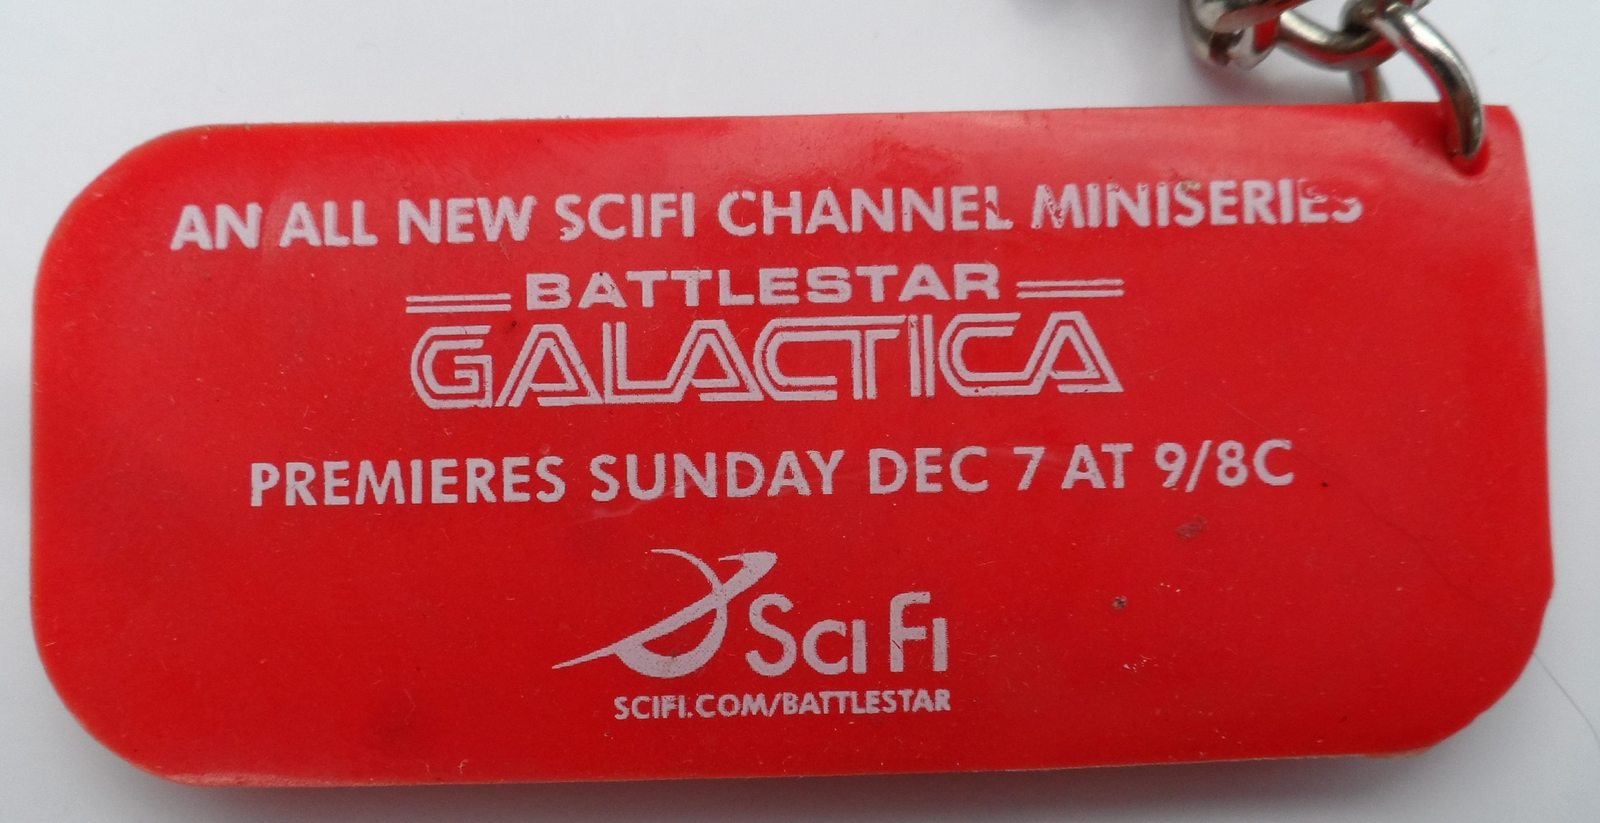 AN ALL NEW SCIFI CHANNEL MINISERIES
BATTLESTAR
GALACTICA
PREMIERES SUNDAY DEC 7 AT 9/8C
SCI FI
SCIFI.COM/BATTLESTAR